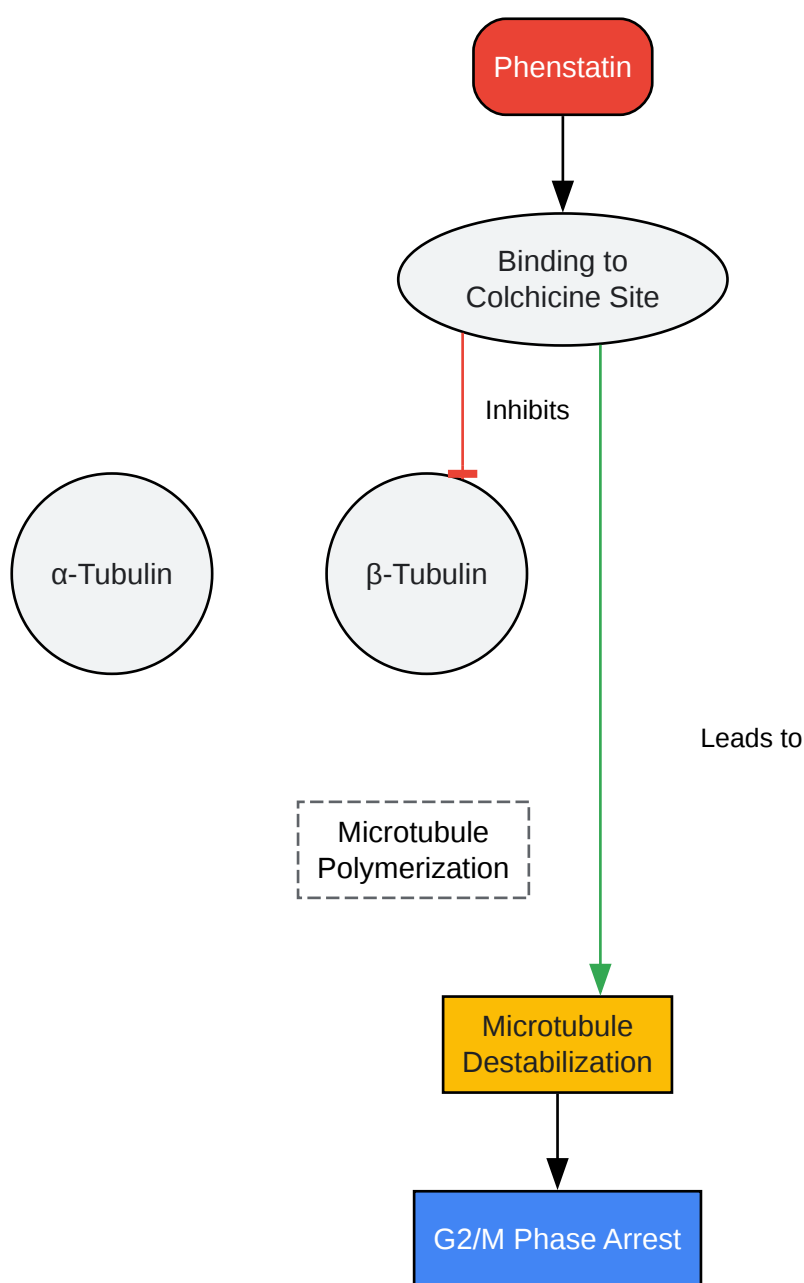 Phenstatin
Binding to
Colchicine Site
Inhibits
α-Tubulin
β-Tubulin
Leads to
Microtubule
Polymerization
Microtubule
Destabilization
G2/M Phase Arrest